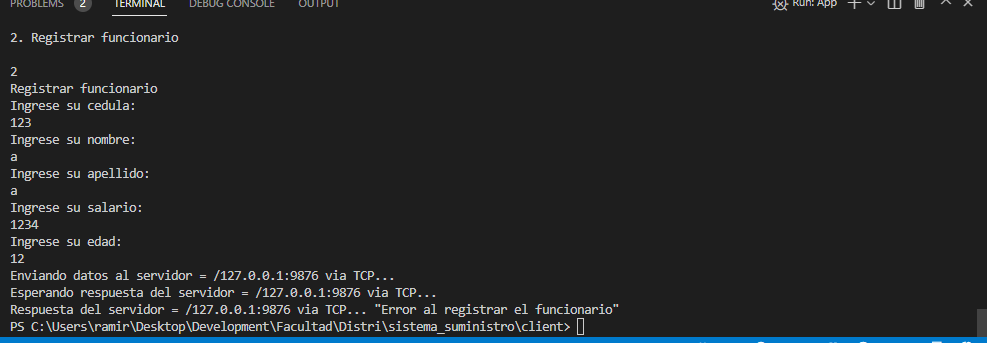 PROBLEMS 2 TERMINAL DEBUG CONSOLE OUTPUT Run: App
2. Registrar funcionario
2
Registrar funcionario
Ingrese su cedula:
123
Ingrese su nombre:
a
Ingrese su apellido:
a
Ingrese su salario:
1234
Ingrese su edad:
12
Enviando datos al servidor = /127.0.0.1:9876 via TCP...
Esperando respuesta del servidor = /127.0.0.1:9876 via TCP...
Respuesta del servidor = /127.0.0.1:9876 via TCP... "Error al registrar el funcionario"
PS C:\Users\ramir\Desktop\Development\Facultad\Distri\sistema_suministro\client>